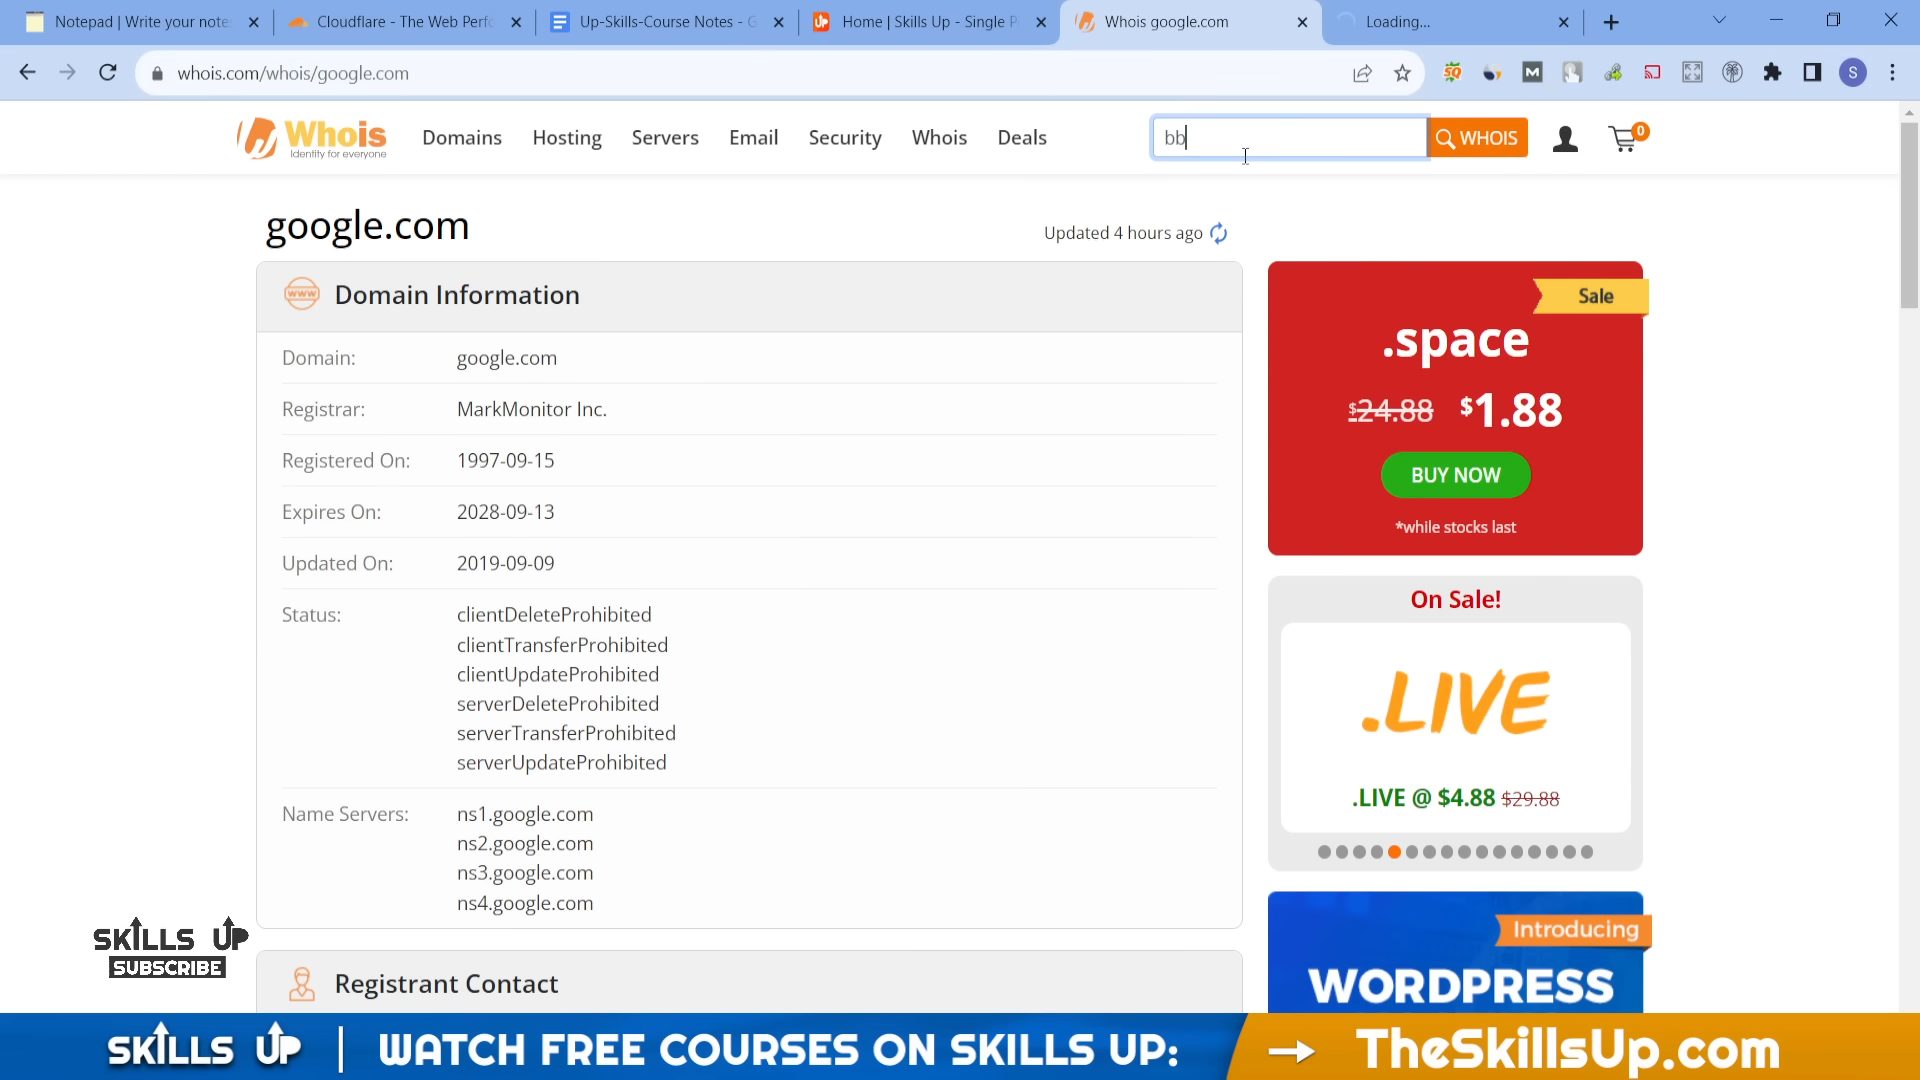 Notepad | Write your note
Cloudflare - The Web Perfo
Up-Skills-Course Notes - G
UP
Home | Skills Up - Single P
Whois google.com
Loading...
whois.com/whois/google.com
SQ
M
S
Whois
Identity for everyone
Domains
Hosting
Servers
Email
Security
Whois
Deals
bb
WHOIS
0
google.com
Updated 4 hours ago
www
Domain Information
Domain: google.com
Registrar: MarkMonitor Inc.
Registered On: 1997-09-15
Expires On: 2028-09-13
Updated On: 2019-09-09
Status: clientDeleteProhibited
clientTransferProhibited
clientUpdateProhibited
serverDeleteProhibited
serverTransferProhibited
serverUpdateProhibited
Name Servers: ns1.google.com
ns2.google.com
ns3.google.com
ns4.google.com
Registrant Contact
Sale
.space
$24.88 $1.88
BUY NOW
*while stocks last
On Sale!
.LIVE
.LIVE @ $4.88 $29.88
Introducing
WORDPRESS
SKILLS UP
SUBSCRIBE
SKILLS UP | WATCH FREE COURSES ON SKILLS UP: TheSkillsUp.com